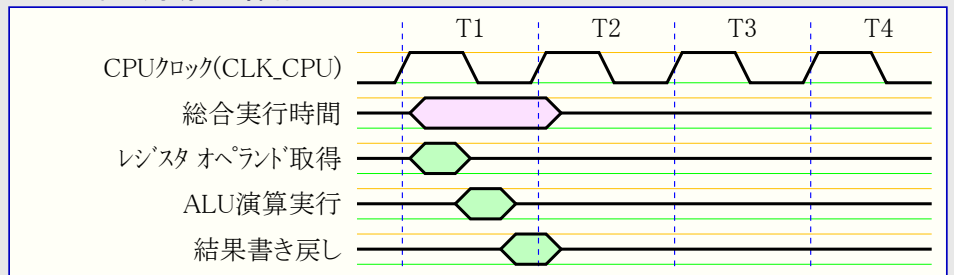 T1 T2 T3 T4
CPUｸﾛｯｸ(CLK_CPU)
総合実行時間
ﾚｼﾞｽﾀ ｵﾍﾟﾗﾝﾄﾞ取得
ALU演算実行
結果書き戻し